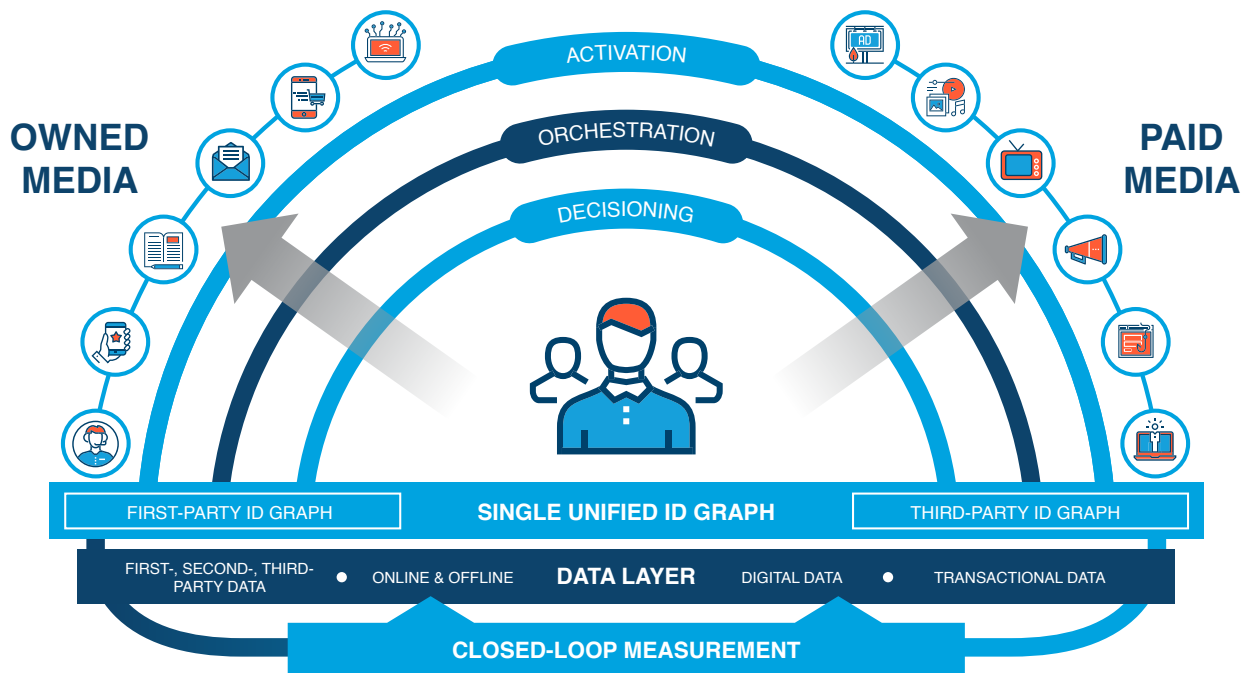 ACTIVATION
AD
ORCHESTRATION
OWNED
MEDIA
PAID
MEDIA
DECISIONING
FIRST-PARTY ID GRAPH
SINGLE UNIFIED ID GRAPH
THIRD-PARTY ID GRAPH
FIRST-, SECOND-, THIRD-
PARTY DATA
• ONLINE & OFFLINE
DATA LAYER
DIGITAL DATA • TRANSACTIONAL DATA
CLOSED-LOOP MEASUREMENT